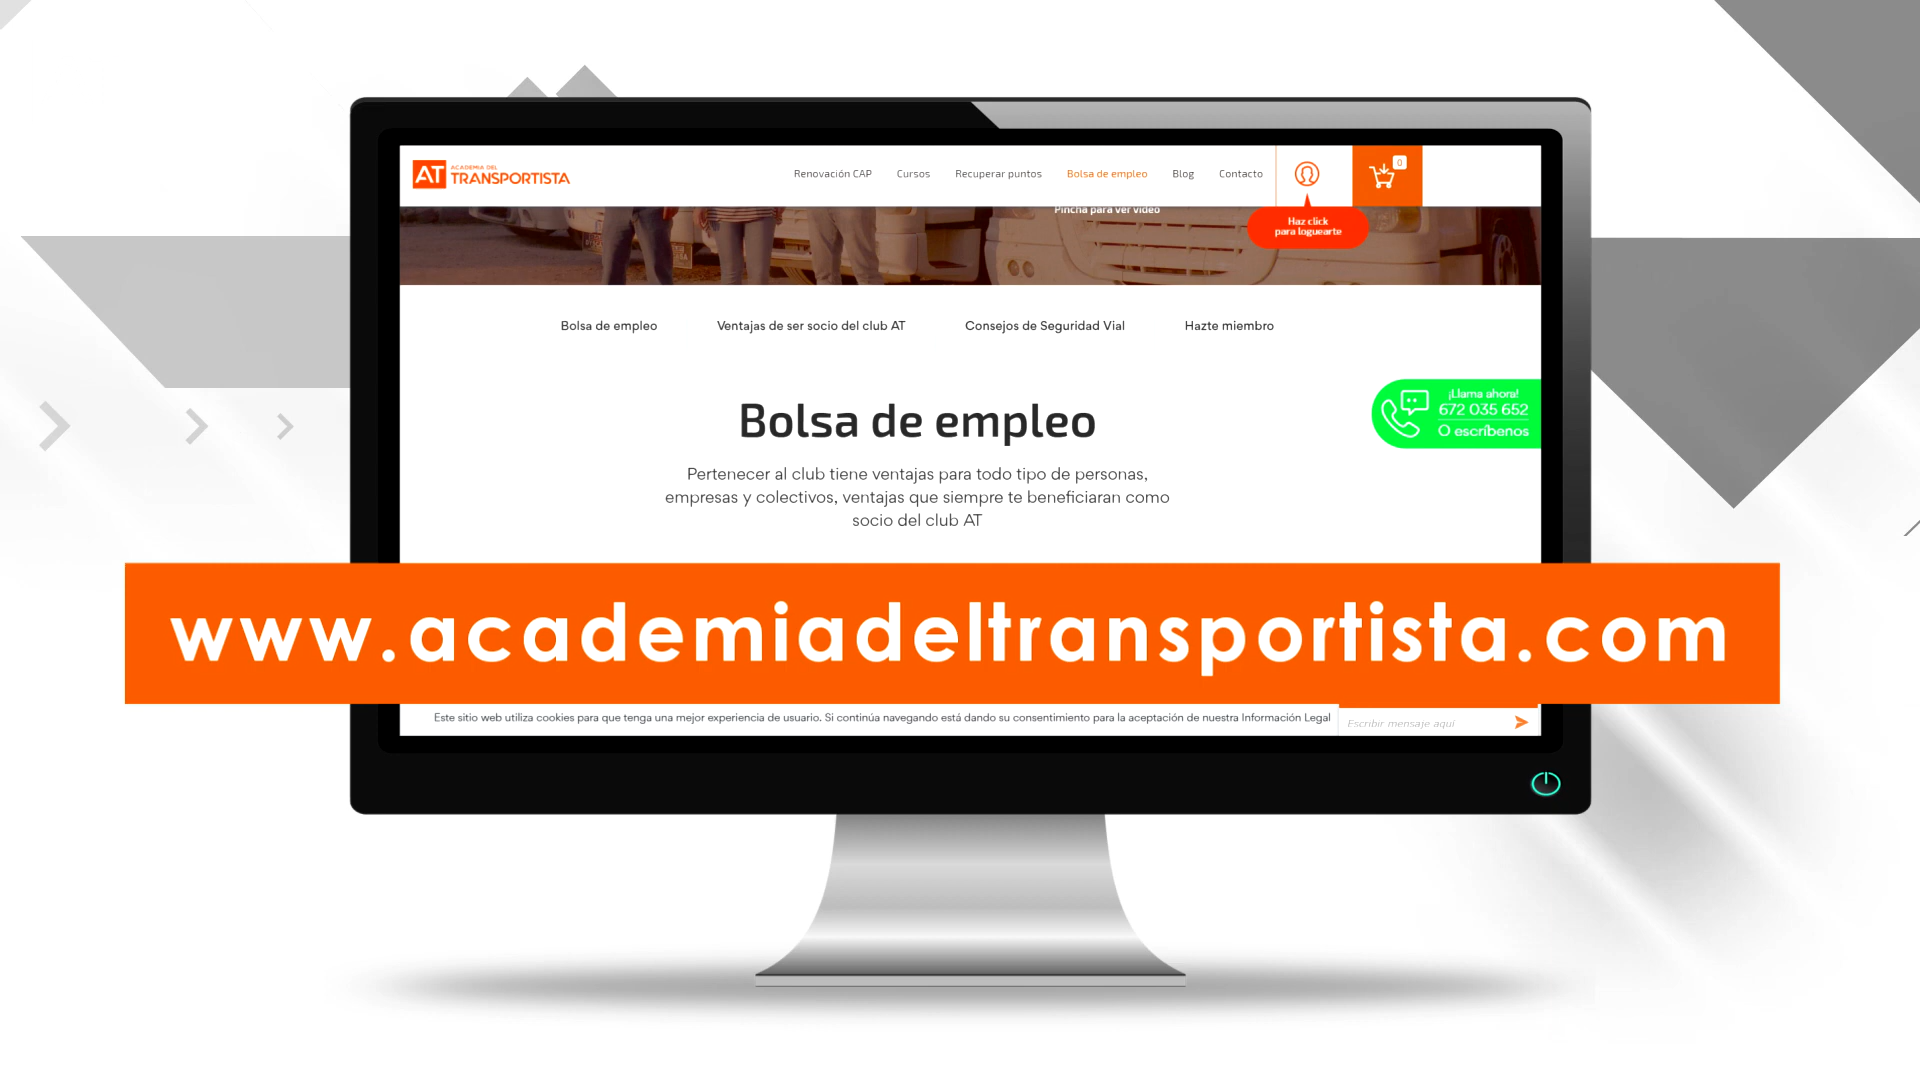 AT ACADEMIA DEL
TRANSPORTISTA
Renovación CAP Cursos Recuperar puntos Bolsa de empleo Blog Contacto
0
Pincha para ver vídeo
Haz click
para loguearte
Bolsa de empleo Ventajas de ser socio del club AT Consejos de Seguridad Vial Hazte miembro
¡Llama ahora!
672 035 652
O escríbenos
Bolsa de empleo
Pertenecer al club tiene ventajas para todo tipo de personas,
empresas y colectivos, ventajas que siempre te beneficiaran como
socio del club AT
www.academiadeltransportista.com
Este sitio web utiliza cookies para que tenga una mejor experiencia de usuario. Si continúa navegando está dando su consentimiento para la aceptación de nuestra Información Legal
Escribir mensaje aquí